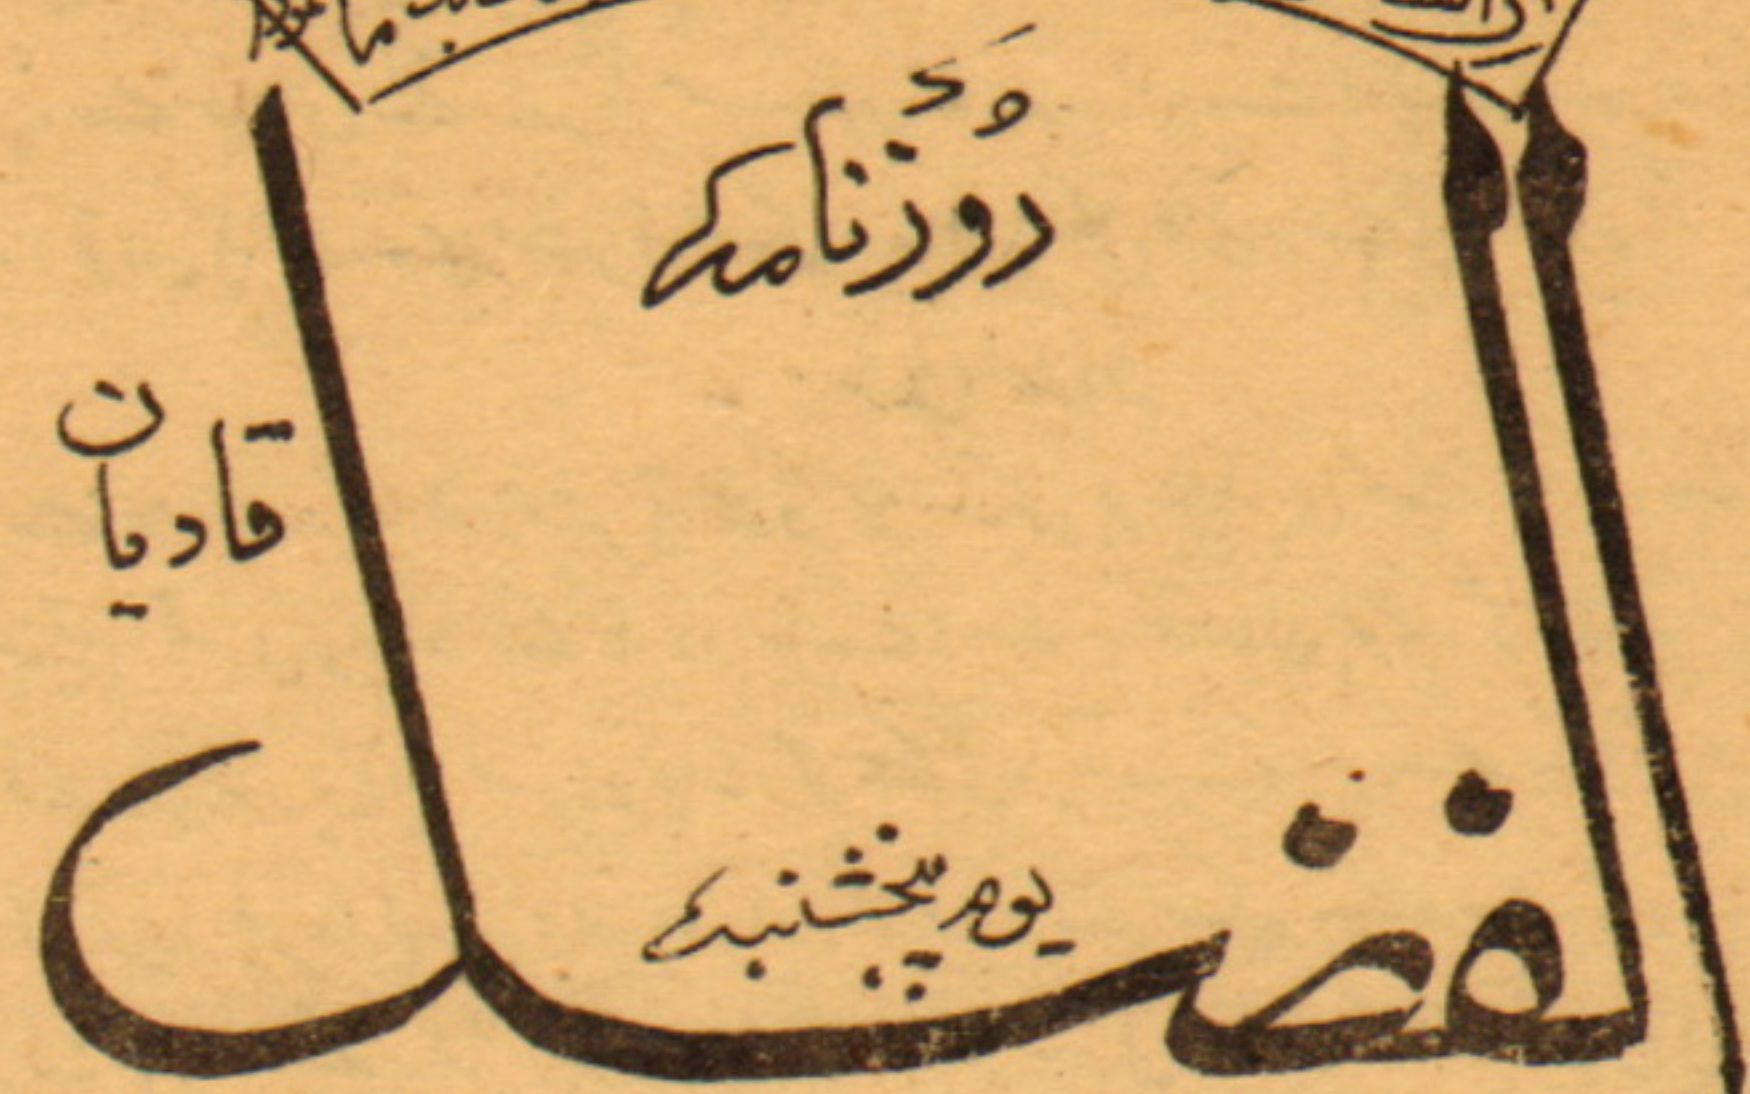 روزنامہ
الفضل
قادیان
یوم پنجشنبہ